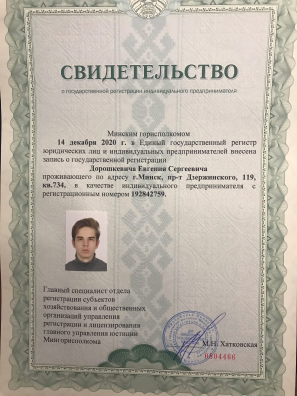 СВИДЕТЕЛЬСТВО
о государственной регистрации индивидуального предпринимателя
Минским горисполкомом
14 декабря 2020 г. в Единый государственный регистр
юридических лиц и индивидуальных предпринимателей внесена
запись о государственной регистрации
Дорошкевича Евгения Сергеевича
проживающего по адресу г.Минск, пр-т Дзержинского, 119,
кв.734, в качестве индивидуального предпринимателя с
регистрационным номером 192842759.
Главный специалист отдела
регистрации субъектов
хозяйствования и общественных
организаций управления
регистрации и лицензирования
главного управления юстиции
Мингорисполкома
М.Н. Хатковская
0804466